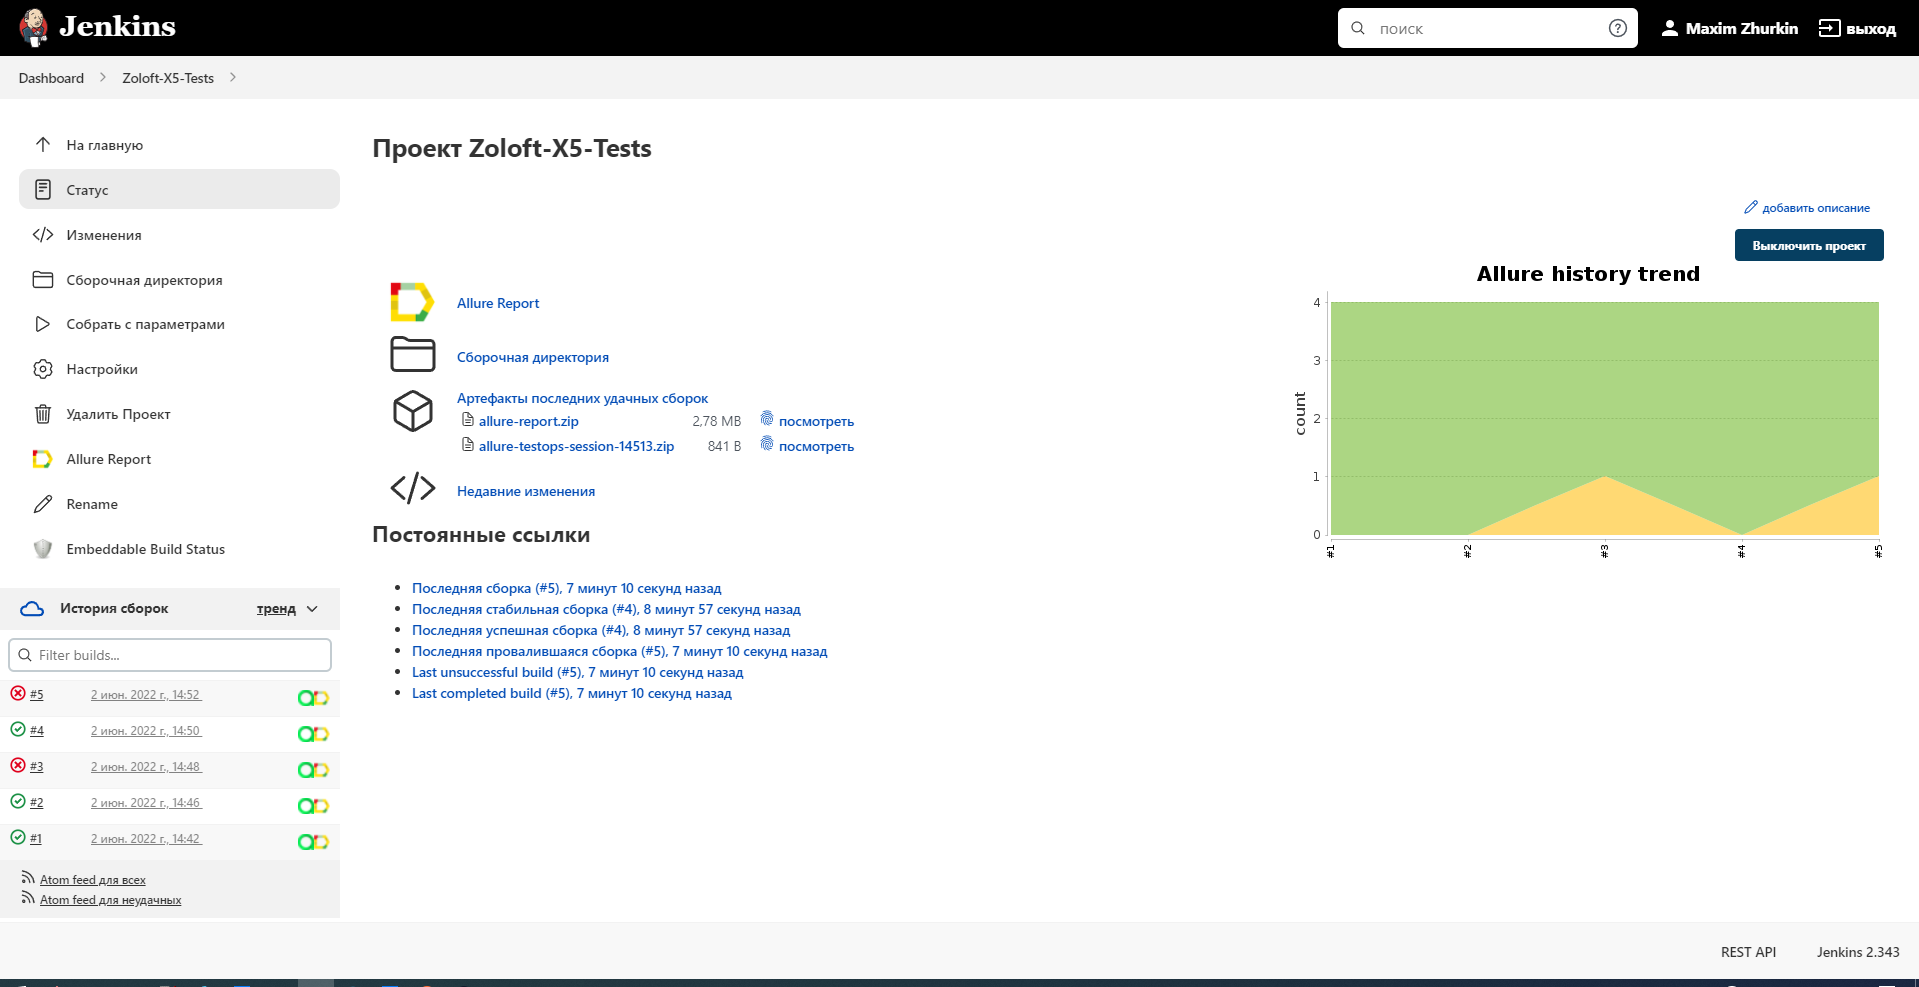 Jenkins
поиск
Maxim Zhurkin
выход
Dashboard
Zoloft-X5-Tests
На главную
Статус
Изменения
Сборочная директория
Собрать с параметрами
Настройки
Удалить Проект
Allure Report
Rename
Embeddable Build Status
История сборок
тренд
Filter builds...
#5 2 июн. 2022 г., 14:52
#4 2 июн. 2022 г., 14:50
#3 2 июн. 2022 г., 14:48
#2 2 июн. 2022 г., 14:46
#1 2 июн. 2022 г., 14:42
Atom feed для всех
Atom feed для неудачных
Проект Zoloft-X5-Tests
добавить описание
Выключить проект
Allure Report
Сборочная директория
Артефакты последних удачных сборок
allure-report.zip 2,78 MB посмотреть
allure-testops-session-14513.zip 841 B посмотреть
Недавние изменения
Постоянные ссылки
Последняя сборка (#5), 7 минут 10 секунд назад
Последняя стабильная сборка (#4), 8 минут 57 секунд назад
Последняя успешная сборка (#4), 8 минут 57 секунд назад
Последняя провалившаяся сборка (#5), 7 минут 10 секунд назад
Last unsuccessful build (#5), 7 минут 10 секунд назад
Last completed build (#5), 7 минут 10 секунд назад
Allure history trend
count
4
3
2
1
0
#1 #2 #3 #4 #5
REST API
Jenkins 2.343